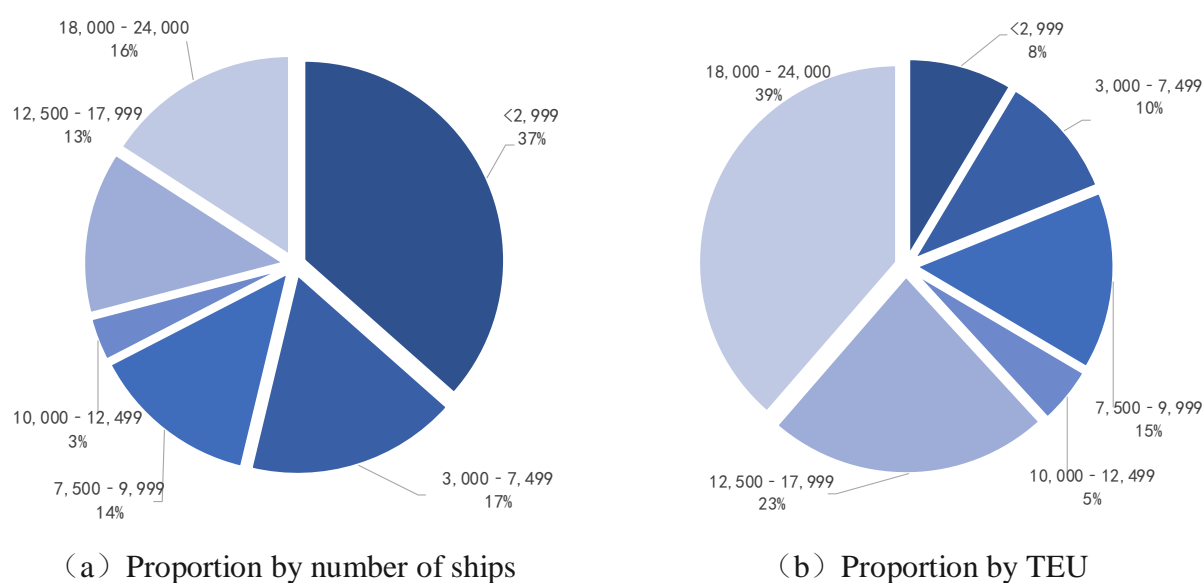 18,000 - 24,000
16%
12,500 - 17,999
13%
<2,999
37%
10,000 - 12,499
3%
7,500 - 9,999
14%
3,000 - 7,499
17%
(a) Proportion by number of ships
<2,999
8%
18,000 - 24,000
39%
3,000 - 7,499
10%
7,500 - 9,999
15%
12,500 - 17,999
23%
10,000 - 12,499
5%
(b) Proportion by TEU